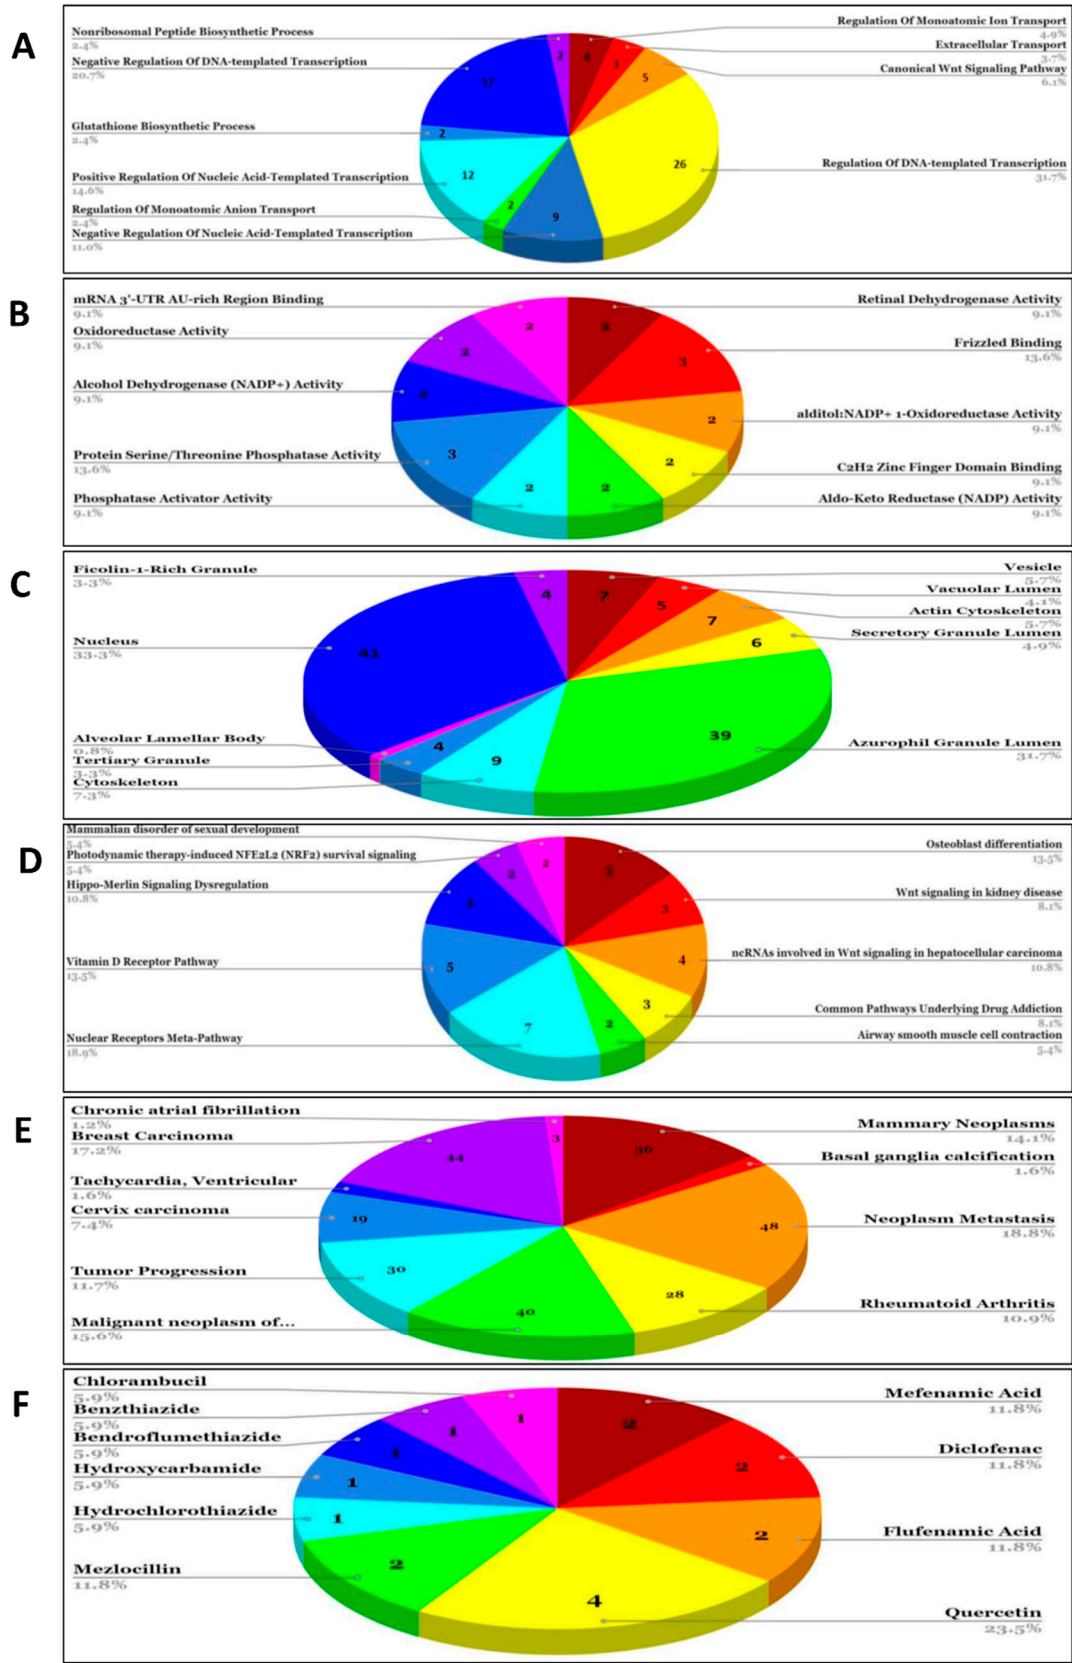 A
Nonribosomal Peptide Biosynthetic Process
2.4%
Negative Regulation Of DNA-templated Transcription
20.7%
Glutathione Biosynthetic Process
2.4%
Positive Regulation Of Nucleic Acid-Templated Transcription
14.6%
Regulation Of Monoatomic Anion Transport
2.4%
Negative Regulation Of Nucleic Acid-Templated Transcription
11.0%
Regulation Of Monoatomic Ion Transport
4.9%
Extracellular Transport
3.7%
Canonical Wnt Signaling Pathway
6.1%
Regulation Of DNA-templated Transcription
31.7%
2
4
3
5
17
2
26
12
2
9
B
mRNA 3'-UTR AU-rich Region Binding
9.1%
Oxidoreductase Activity
9.1%
Alcohol Dehydrogenase (NADP+) Activity
9.1%
Protein Serine/Threonine Phosphatase Activity
13.6%
Phosphatase Activator Activity
9.1%
Retinal Dehydrogenase Activity
9.1%
Frizzled Binding
13.6%
alditol:NADP+ 1-Oxidoreductase Activity
9.1%
C2H2 Zinc Finger Domain Binding
9.1%
Aldo-Keto Reductase (NADP) Activity
9.1%
2
2
2
3
2
2
3
2
2
2
C
Ficolin-1-Rich Granule
3.3%
Nucleus
33.3%
Alveolar Lamellar Body
0.8%
Tertiary Granule
3.3%
Cytoskeleton
7.3%
Vesicle
5.7%
Vacuolar Lumen
4.1%
Actin Cytoskeleton
5.7%
Secretory Granule Lumen
4.9%
Azurophil Granule Lumen
31.7%
4
7
5
7
6
41
39
4
9
D
Mammalian disorder of sexual development
5.4%
Photodynamic therapy-induced NFE2L2 (NRF2) survival signaling
5.4%
Hippo-Merlin Signaling Dysregulation
10.8%
Vitamin D Receptor Pathway
13.5%
Nuclear Receptors Meta-Pathway
18.9%
Osteoblast differentiation
13.5%
Wnt signaling in kidney disease
8.1%
ncRNAs involved in Wnt signaling in hepatocellular carcinoma
10.8%
Common Pathways Underlying Drug Addiction
8.1%
Airway smooth muscle cell contraction
5.4%
2
5
2
4
3
5
4
3
7
2
E
Chronic atrial fibrillation
1.2%
Breast Carcinoma
17.2%
Tachycardia, Ventricular
1.6%
Cervix carcinoma
7.4%
Tumor Progression
11.7%
Malignant neoplasm of...
15.6%
Mammary Neoplasms
14.1%
Basal ganglia calcification
1.6%
Neoplasm Metastasis
18.8%
Rheumatoid Arthritis
10.9%
3
36
44
19
48
30
28
40
F
Chlorambucil
5.9%
Benzthiazide
5.9%
Bendroflumethiazide
5.9%
Hydroxycarbamide
5.9%
Hydrochlorothiazide
5.9%
Mezlocillin
11.8%
Mefenamic Acid
11.8%
Diclofenac
11.8%
Flufenamic Acid
11.8%
Quercetin
23.5%
1
2
1
1
2
1
1
2
2
4